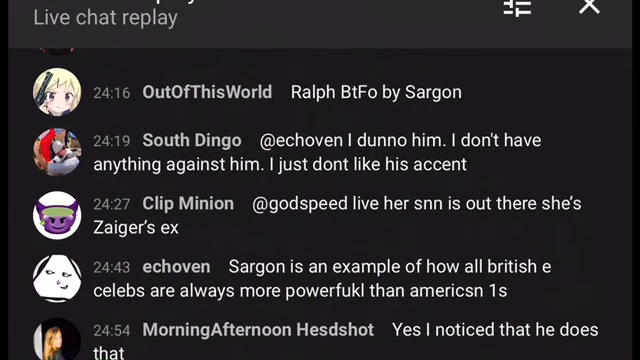 Live chat replay
24:16 OutOfThisWorld Ralph BtFo by Sargon
24:19 South Dingo @echoven I dunno him. I don't have
anything against him. I just dont like his accent
24:27 Clip Minion @godspeed live her snn is out there she’s
Zaiger’s ex
24:43 echoven Sargon is an example of how all british e
celebs are always more powerfukl than americsn 1s
24:54 MorningAfternoon Hesdshot Yes I noticed that he does
that